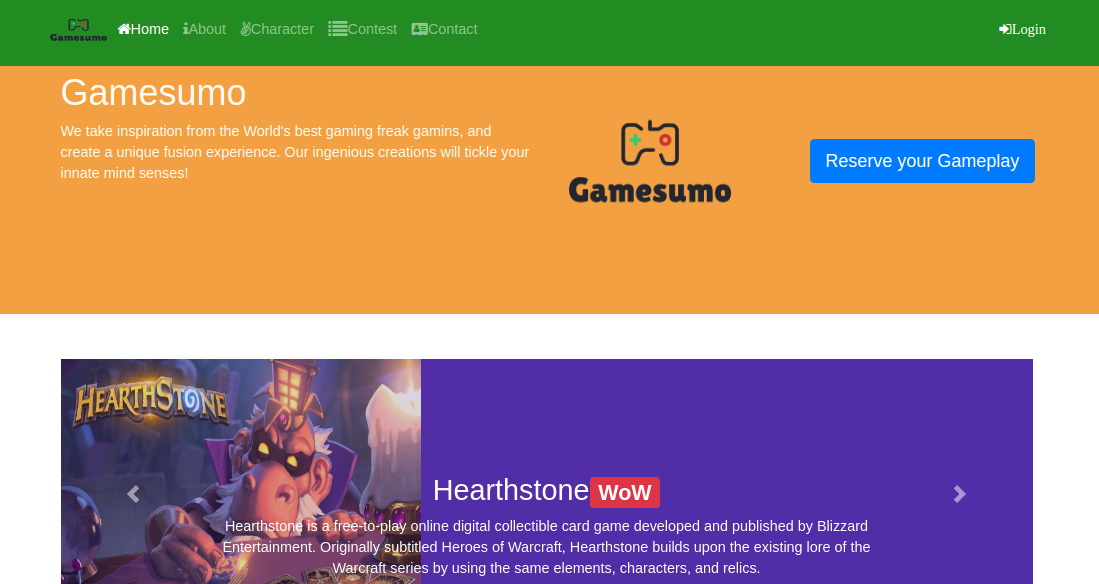 Gamesumo Home About Character Contest Contact Login
Gamesumo
We take inspiration from the World's best gaming freak gamins, and
create a unique fusion experience. Our ingenious creations will tickle your
innate mind senses!
Gamesumo
Reserve your Gameplay
HEARTHSTONE
Hearthstone WoW
Hearthstone is a free-to-play online digital collectible card game developed and published by Blizzard
Entertainment. Originally subtitled Heroes of Warcraft, Hearthstone builds upon the existing lore of the
Warcraft series by using the same elements, characters, and relics.